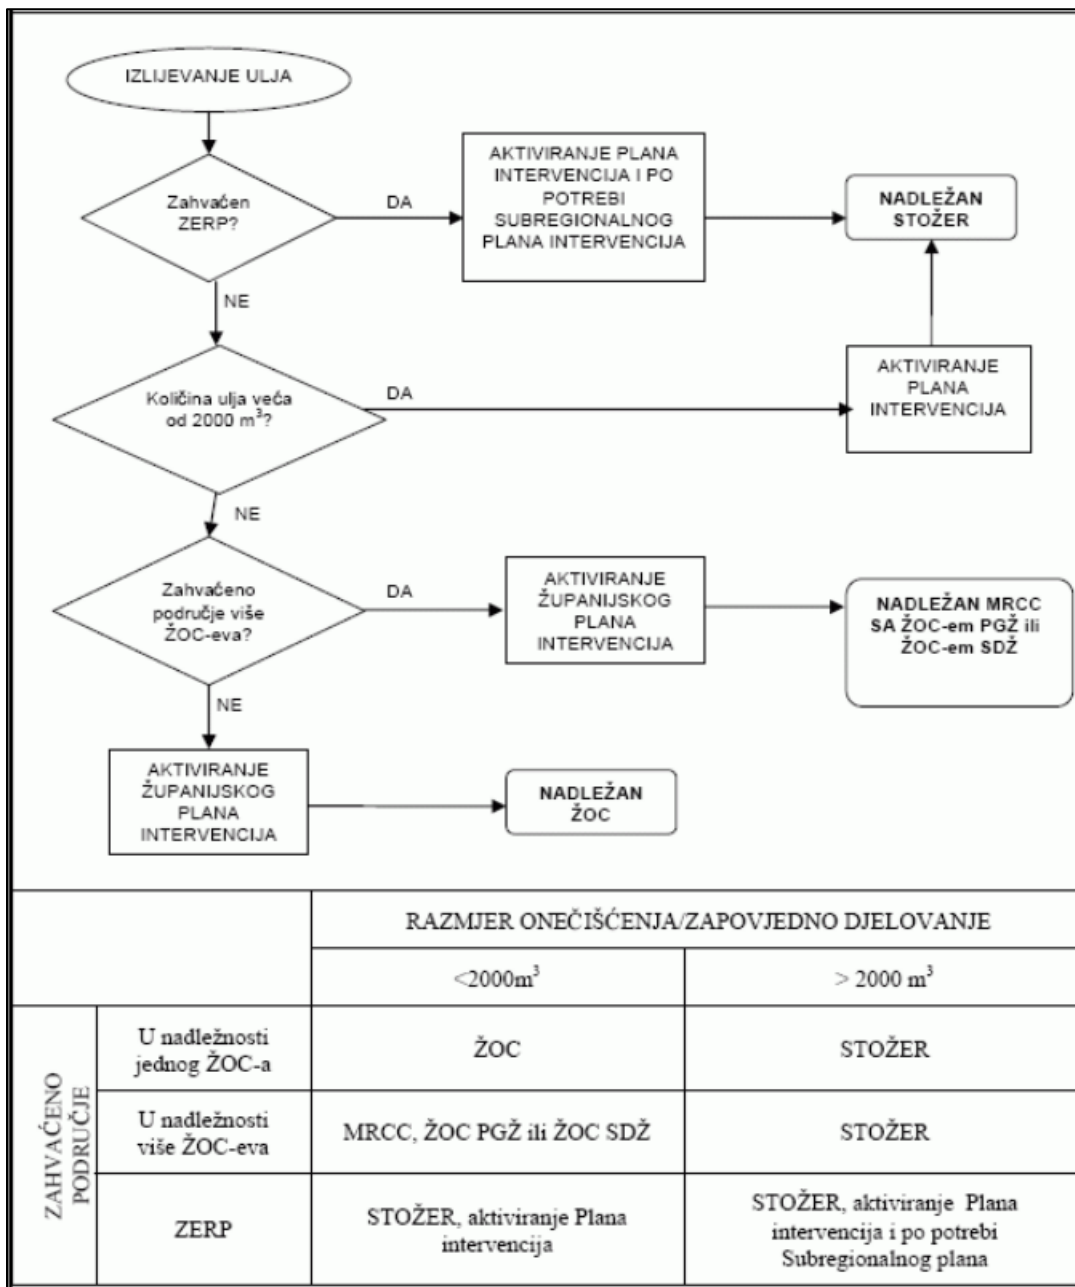 IZLIJEVANJE ULJA
Zahvaćen
ZERP?
DA
AKTIVIRANJE PLANA
INTERVENCIJA I PO
POTREBI
SUBREGIONALNOG
PLANA INTERVENCIJA
NADLEŽAN
STOŽER
NE
Količina ulja veća
od 2000 m³?
DA
AKTIVIRANJE
PLANA
INTERVENCIJA
NE
Zahvaćeno
područje više
ŽOC-eva?
DA
AKTIVIRANJE
ŽUPANIJSKOG
PLANA
INTERVENCIJA
NADLEŽAN MRCC
SA ŽOC-em PGŽ ili
ŽOC-em SDŽ
NE
AKTIVIRANJE
ŽUPANIJSKOG
PLANA
INTERVENCIJA
NADLEŽAN
ŽOC
RAZMJER ONEČIŠĆENJA/ZAPOVJEDNO DJELOVANJE
<2000m³
> 2000 m³
ZAHVAĆENO
PODRUČJE
U nadležnosti
jednog ŽOC-a
ŽOC
STOŽER
U nadležnosti
više ŽOC-eva
MRCC, ŽOC PGŽ ili ŽOC SDŽ
STOŽER
ZERP
STOŽER, aktiviranje Plana
intervencija
STOŽER, aktiviranje Plana
intervencija i po potrebi
Subregionalnog plana